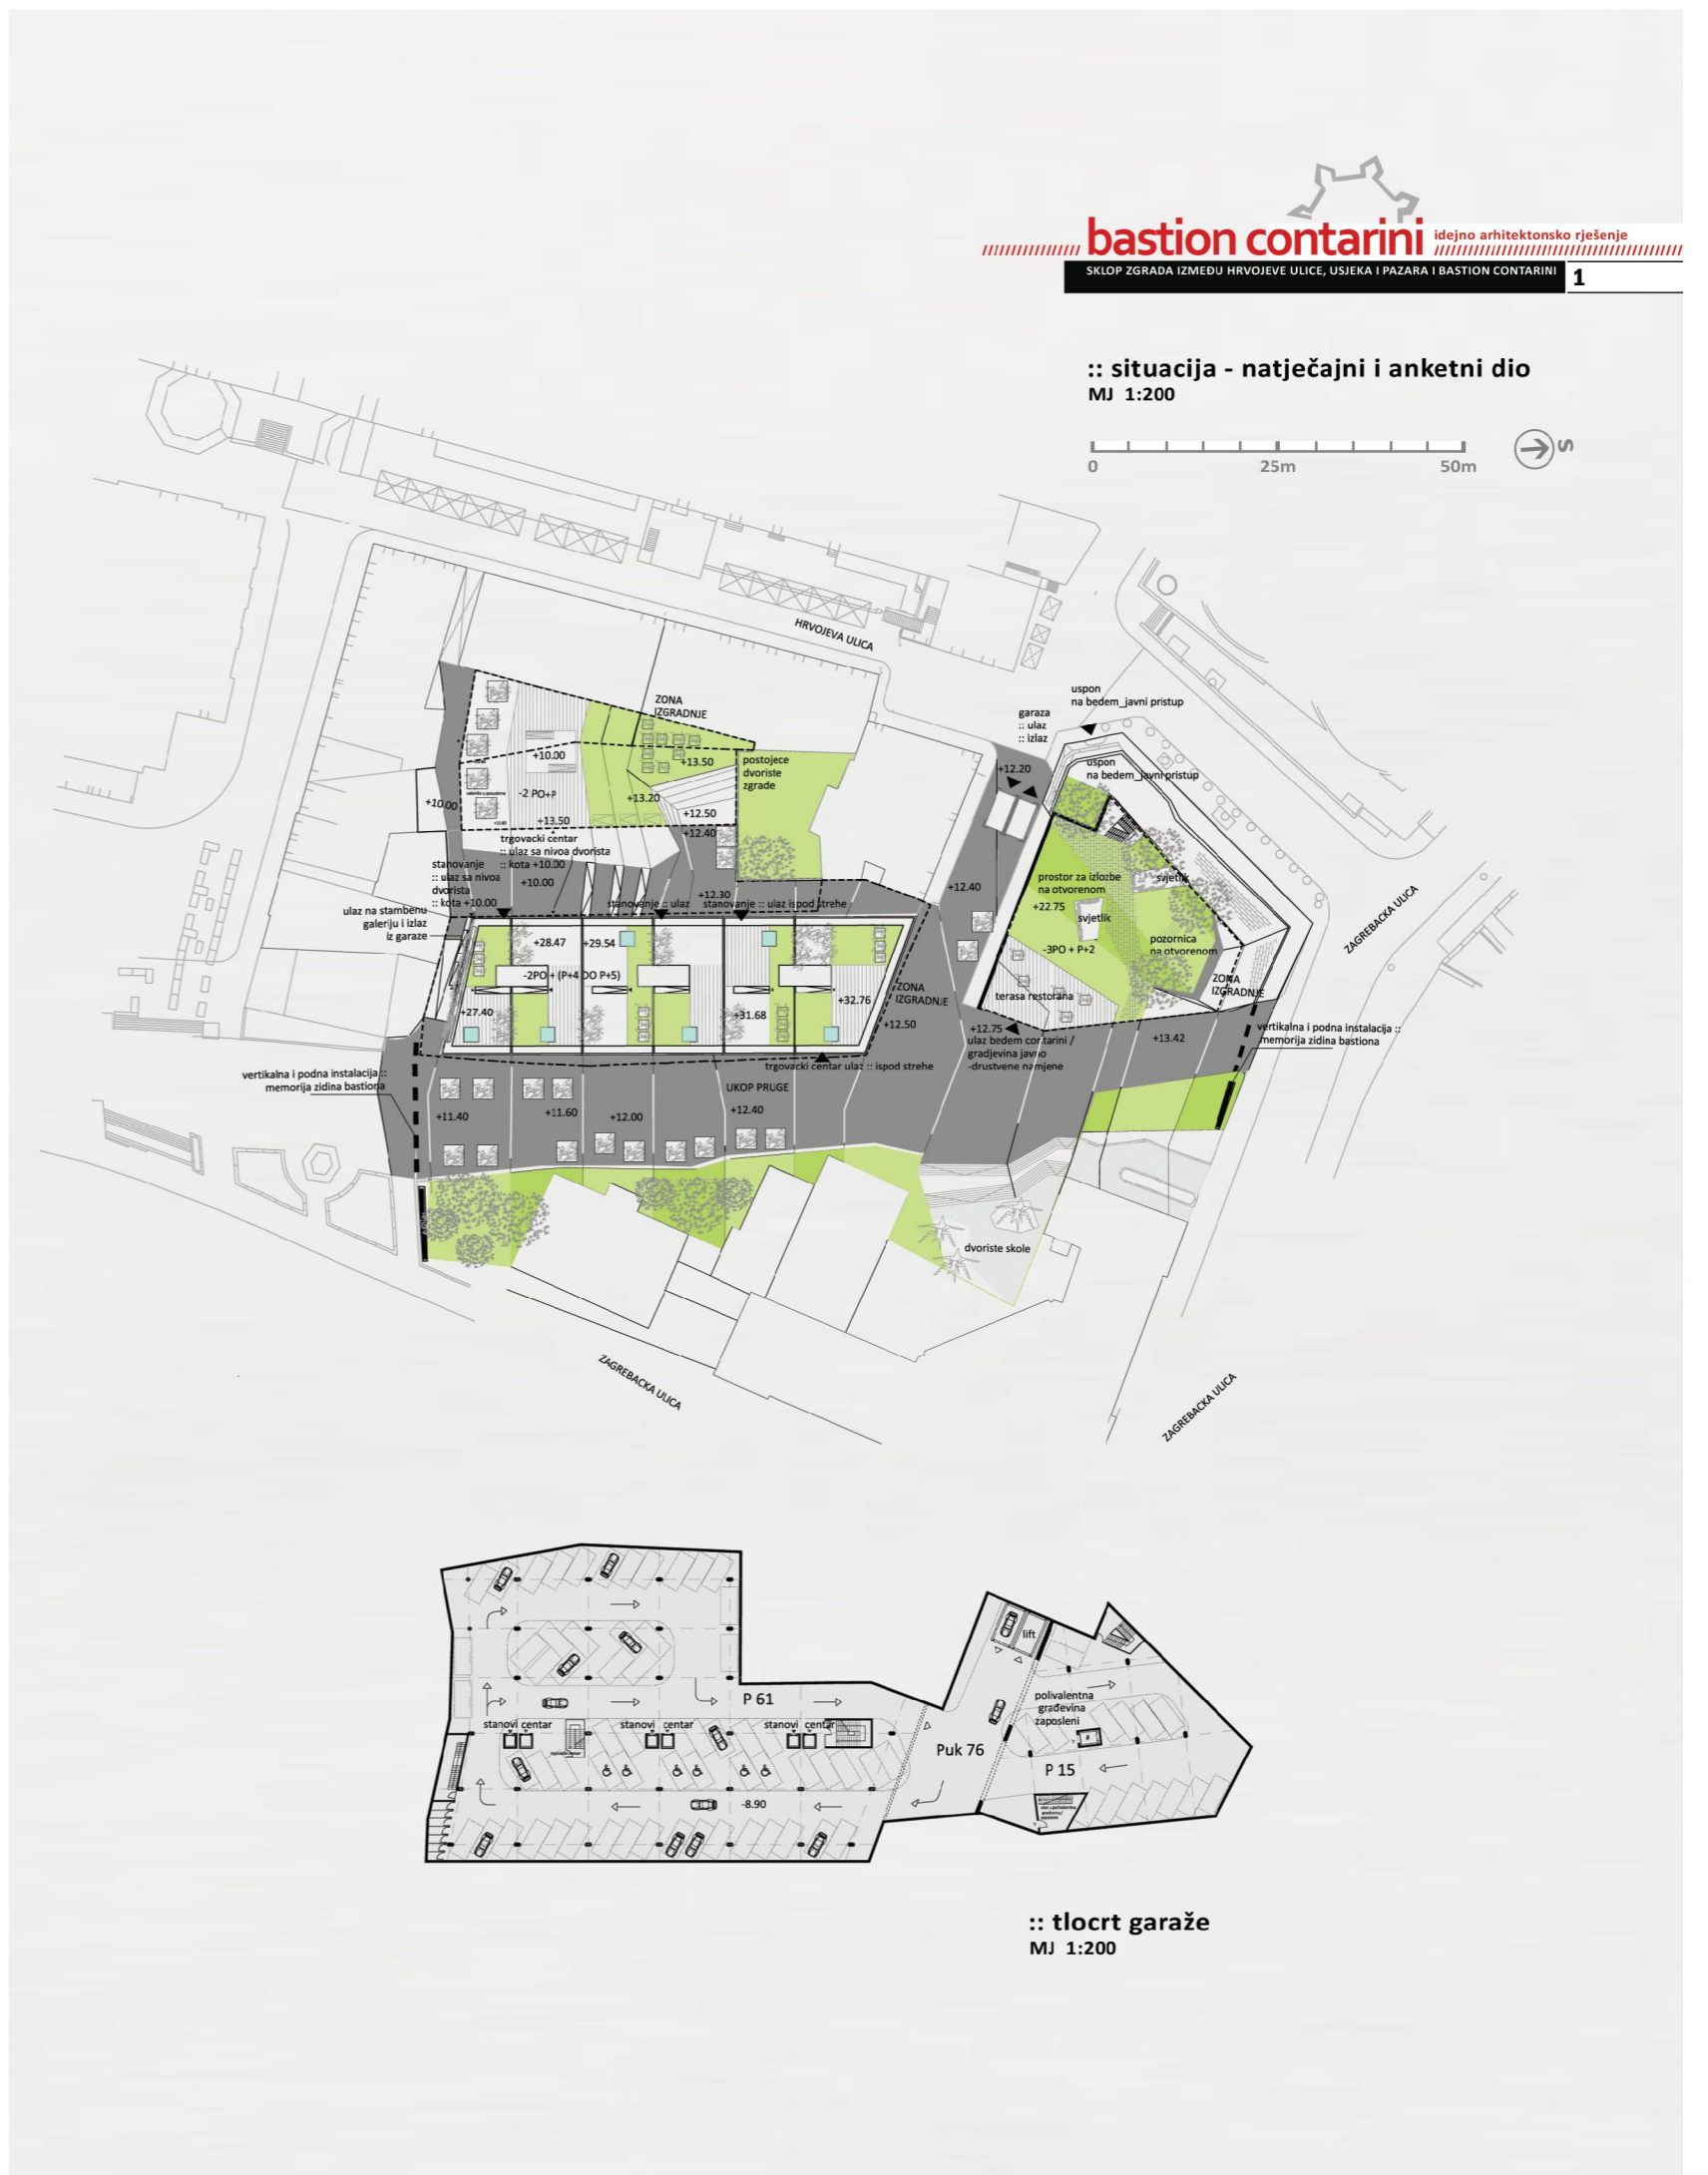 bastion contarini
idejno arhitektonsko rješenje
SKLOP ZGRADA IZMEĐU HRVOJEVE ULICE, USJEKA I PAZARA I BASTION CONTARINI
1
:: situacija - natječajni i anketni dio
MJ 1:200
0
25m
50m
S
HRVOJEVA ULICA
uspon
na bedem_javni pristup
garaza
:: ulaz
:: izlaz
ZONA
IZGRADNJE
+10.00
+13.50
postojece
dvoriste
zgrade
+12.20
uspon
na bedem_javni pristup
-2 PO+P
+13.20
+10.00
+12.50
+13.50
+12.40
trgovacki centar
:: ulaz sa nivoa dvorista
:: kota +10.00
stanovanje
:: ulaz sa nivoa
dvorista
:: kota +10.00
+10.00
+12.30
+12.40
prostor za izlozbe
na otvorenom
+22.75
svjetlik
svjetlik
ulaz na stambenu
galeriju i izlaz
iz garaze
stanovanje :: ulaz
stanovanje :: ulaz ispod strehe
ZAGREBACKA ULICA
+28.47
+29.54
-3PO + P+2
pozornica
na otvorenom
-2PO + (P+4 DO P+5)
ZONA
IZGRADNJE
ZONA
IZGRADNJE
terasa restorana
+27.40
+31.68
+32.76
+12.50
+12.75
ulaz bedem contarini /
gradjevina javno
-drustvene namjene
+13.42
vertikalna i podna instalacija ::
memorija zidina bastiona
vertikalna i podna instalacija ::
memorija zidina bastiona
trgovacki centar ulaz :: ispod strehe
UKOP PRUGE
+11.40
+11.60
+12.00
+12.40
dvoriste skole
ZAGREBACKA ULICA
ZAGREBACKA ULICA
lift
P 61
polivalentna
građevina
zaposleni
stanovi centar
stanovi centar
stanovi centar
Puk 76
P 15
-8.90
:: tlocrt garaže
MJ 1:200